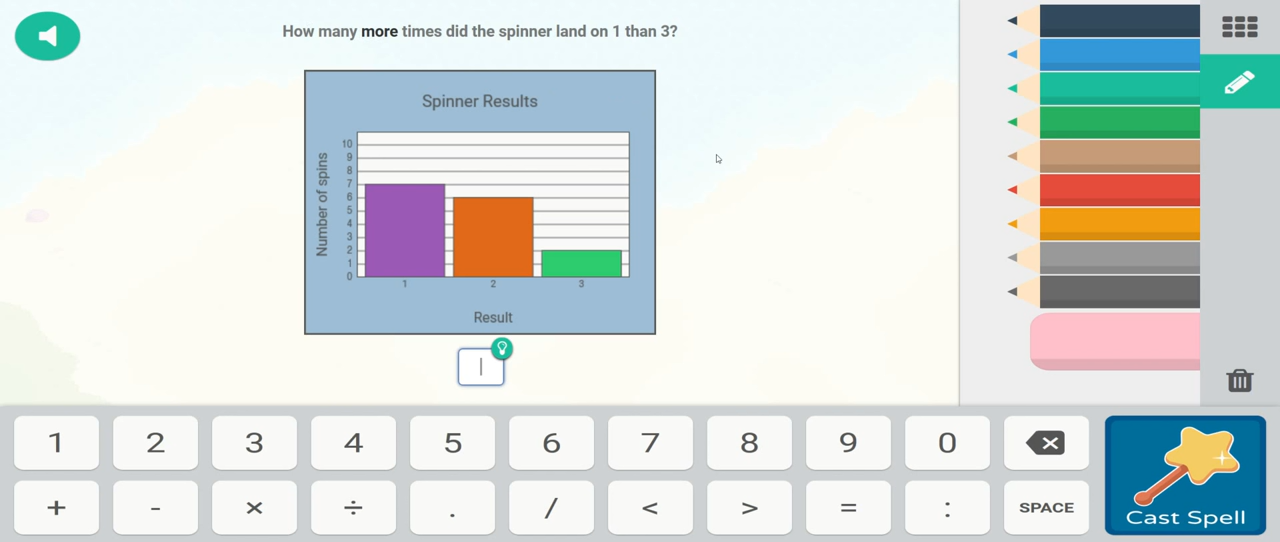 How many more times did the spinner land on 1 than 3?
Spinner Results
Number of spins
10
9
8
7
6
5
4
3
2
1
0
1 2 3
Result
1 2 3 4 5 6 7 8 9 0
+ - × ÷ . / < > = : SPACE
Cast Spell